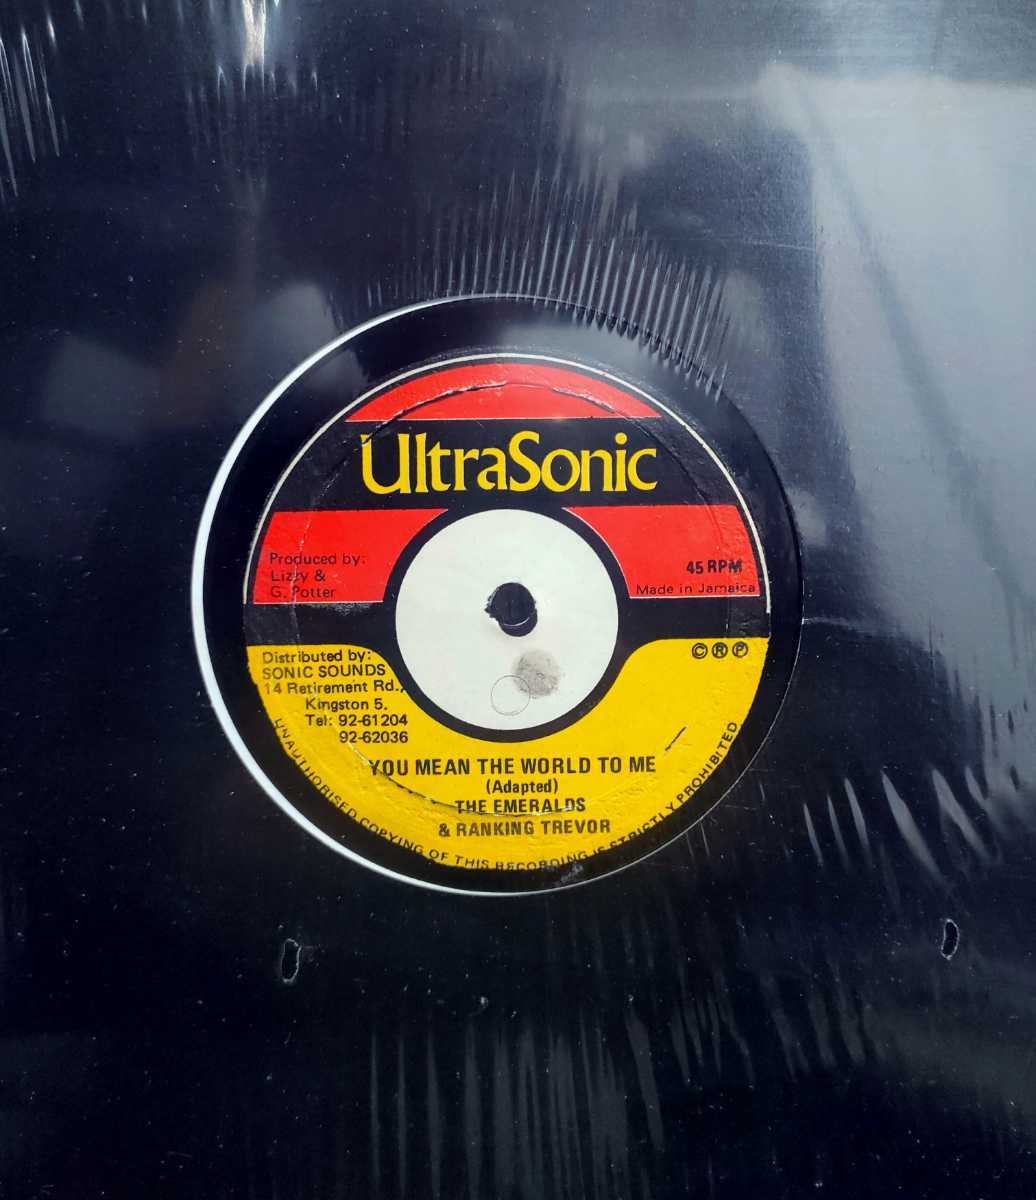 UltraSonic
Produced by:
Lizzy &
G. Potter
45 RPM
Made in Jamaica
Distributed by:
SONIC SOUNDS
14 Retirement Rd.,
Kingston 5.
Tel: 92-61204
92-62036
Ⓒ Ⓡ Ⓟ
YOU MEAN THE WORLD TO ME
(Adapted)
THE EMERALDS
& RANKING TREVOR
UNAUTHORISED COPYING OF THIS RECORDING IS STRICTLY PROHIBITED